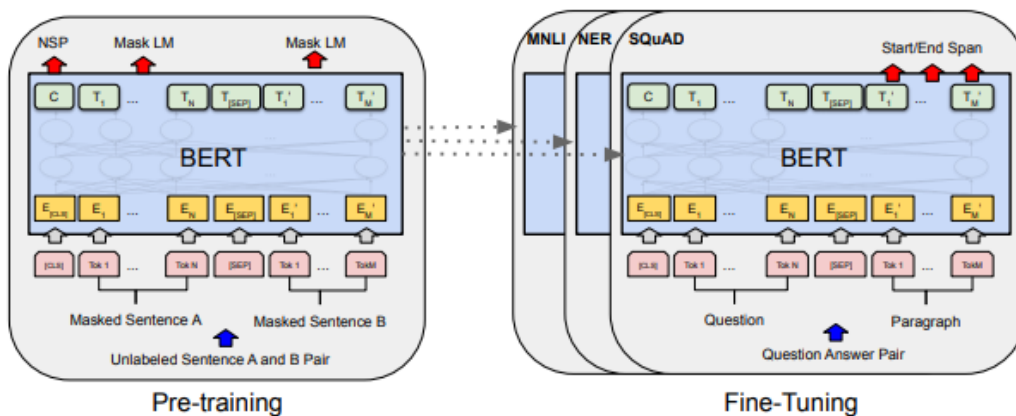 NSP Mask LM Mask LM
C T1 ... TN T[SEP] T1' ... TM'
BERT
E[CLS] E1 ... EN E[SEP] E1' ... EM'
[CLS] Tok 1 ... Tok N [SEP] Tok 1 ... TokM
Masked Sentence A Masked Sentence B
Unlabeled Sentence A and B Pair
Pre-training
MNLI NER SQuAD
Start/End Span
C T1 ... TN T[SEP] T1' ... TM'
BERT
E[CLS] E1 ... EN E[SEP] E1' ... EM'
[CLS] Tok 1 ... Tok N [SEP] Tok 1 ... TokM
Question Paragraph
Question Answer Pair
Fine-Tuning